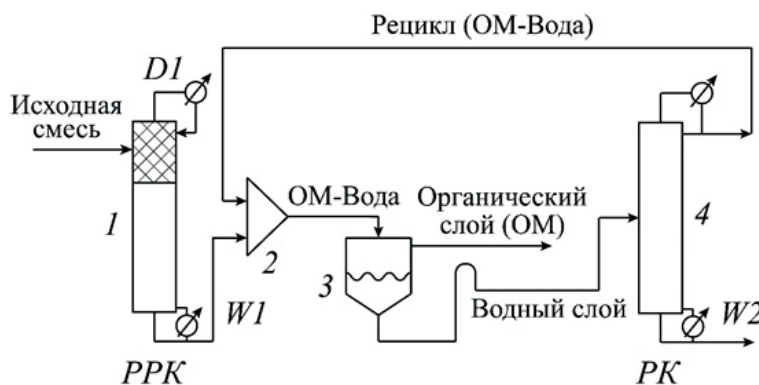 Рецикл (ОМ-Вода)
D1
Исходная
смесь
ОМ-Вода
Органический
слой (ОМ)
1
2
3
4
W1
Водный слой
W2
РРК
РК